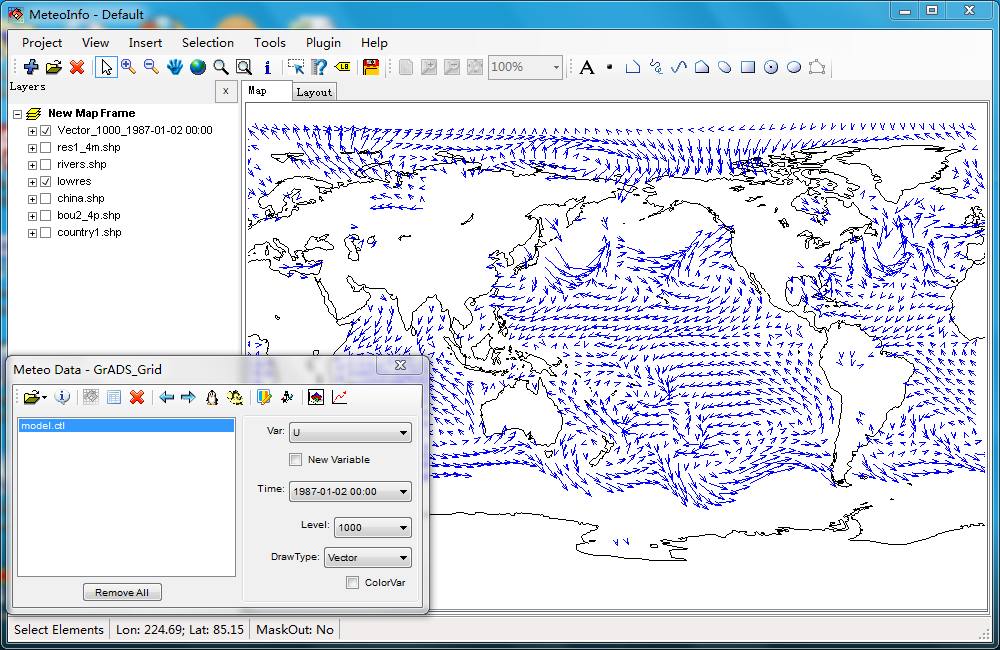 MeteoInfo - Default
Project View Insert Selection Tools Plugin Help
100% A
Layers x
Map Layout
New Map Frame
Vector_1000_1987-01-02 00:00
res1_4m.shp
rivers.shp
lowres
china.shp
bou2_4p.shp
country1.shp
Meteo Data - GrADS_Grid
model.ctl
Var: U
New Variable
Time: 1987-01-02 00:00
Level: 1000
DrawType: Vector
ColorVar
Remove All
Select Elements Lon: 224.69; Lat: 85.15 MaskOut: No